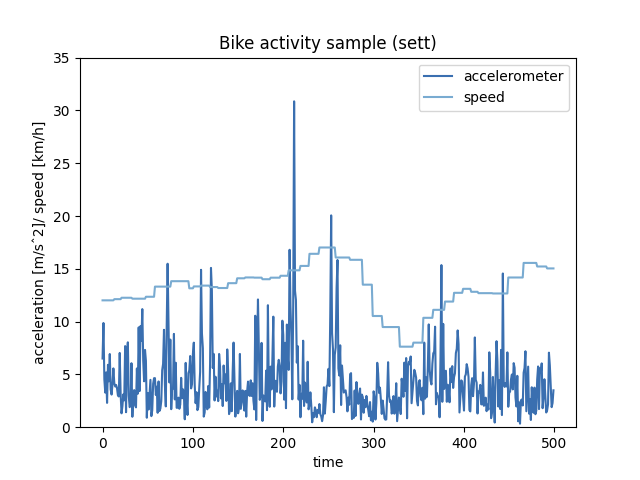 Bike activity sample (sett)
accelerometer
speed
acceleration [m/s^2]/ speed [km/h]
35
30
25
20
15
10
5
0
0
100
200
300
400
500
time